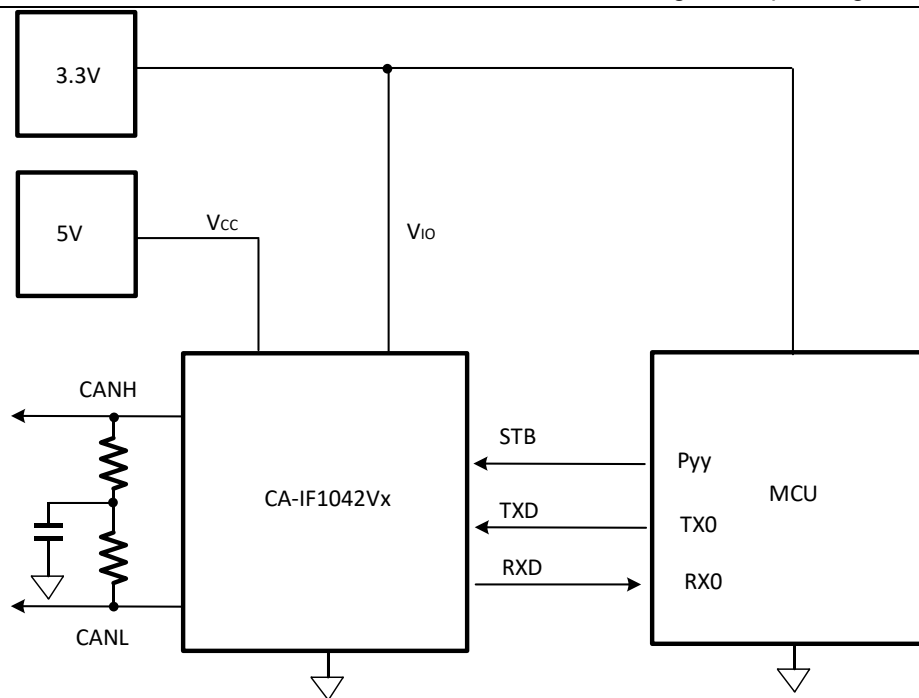 3.3V
5V
VCC
VIO
CANH
STB
Pyy
CA-IF1042Vx
MCU
TXD
TX0
RXD
RX0
CANL